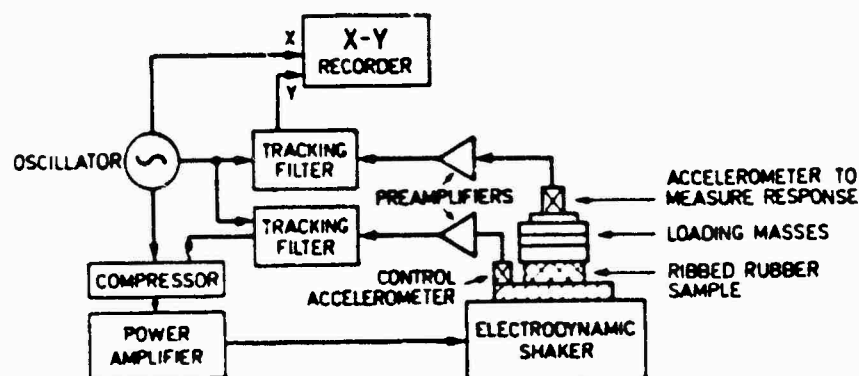 X
X-Y
RECORDER
Y
OSCILLATOR
TRACKING
FILTER
PREAMPLIFIERS
ACCELEROMETER TO
MEASURE RESPONSE
TRACKING
FILTER
LOADING MASSES
COMPRESSOR
CONTROL
ACCELEROMETER
RIBBED RUBBER
SAMPLE
POWER
AMPLIFIER
ELECTRODYNAMIC
SHAKER